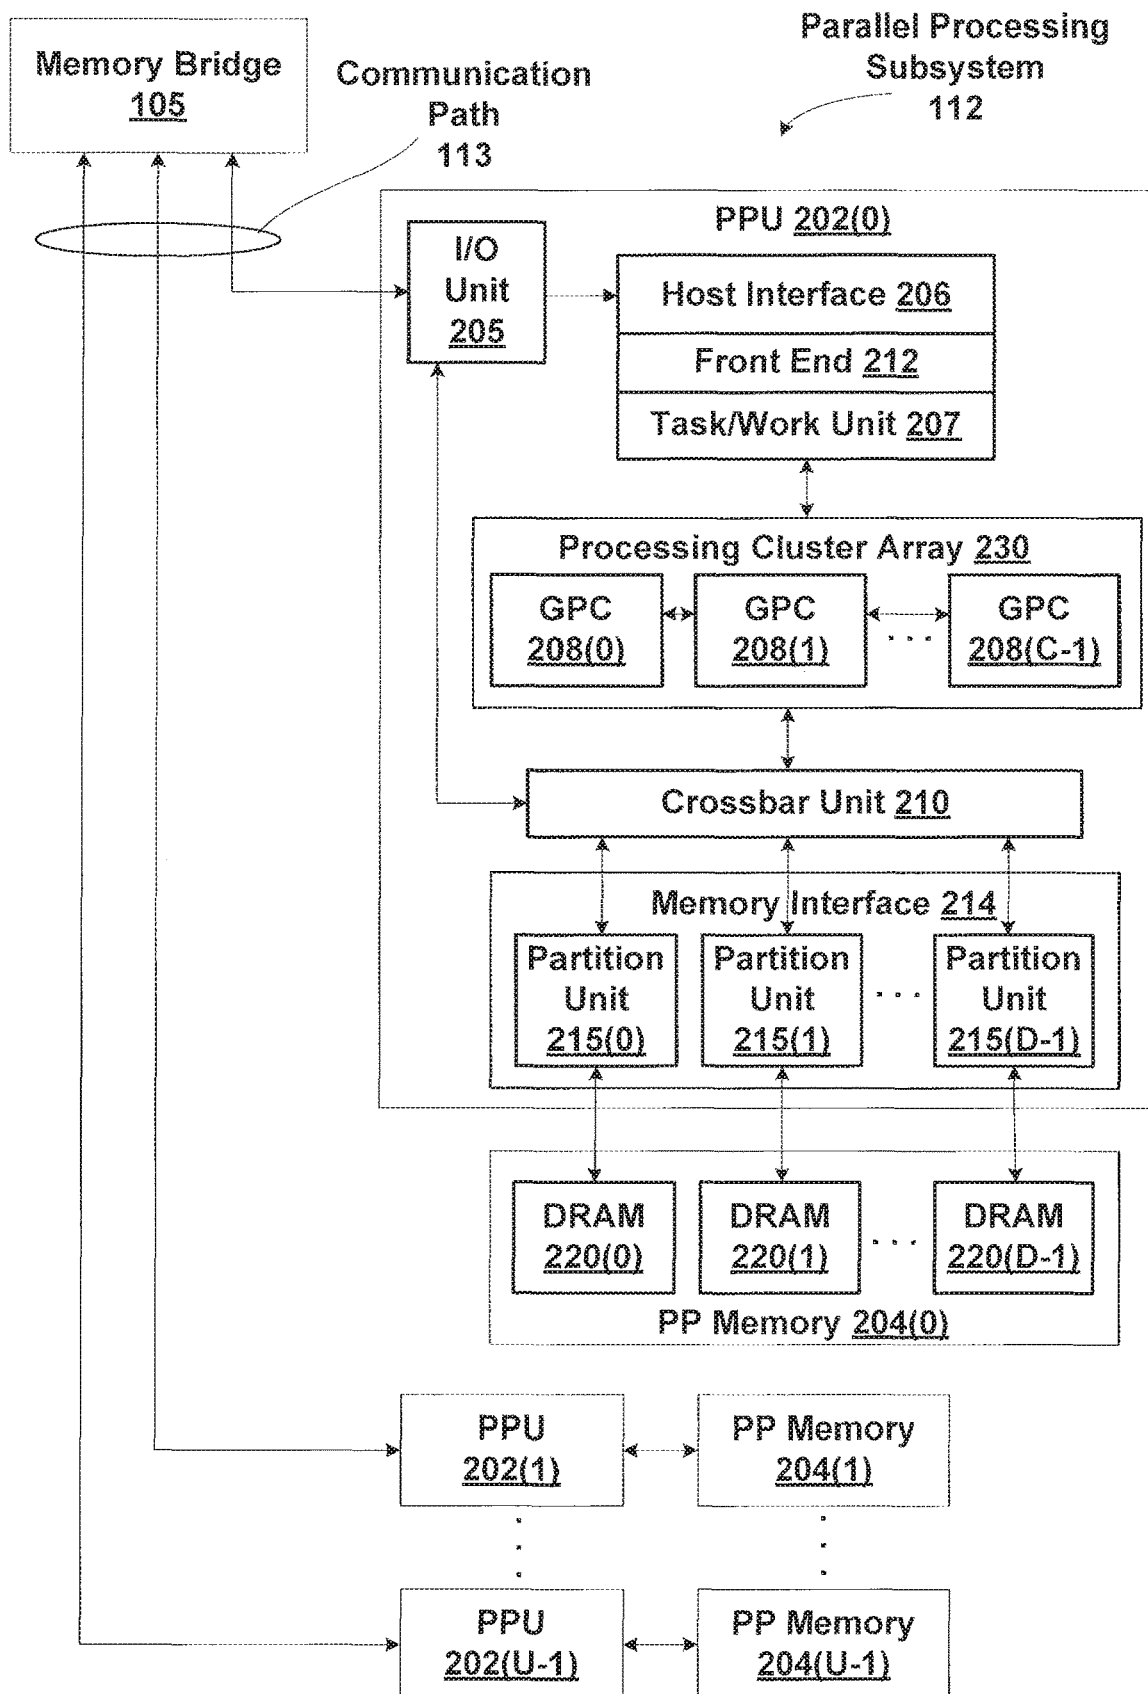 Memory Bridge
105
Communication
Path
113
Parallel Processing
Subsystem
112
PPU 202(0)
I/O
Unit
205
Host Interface 206
Front End 212
Task/Work Unit 207
Processing Cluster Array 230
GPC
208(0)
GPC
208(1)
. . .
GPC
208(C-1)
Crossbar Unit 210
Memory Interface 214
Partition
Unit
215(0)
Partition
Unit
215(1)
. . .
Partition
Unit
215(D-1)
DRAM
220(0)
DRAM
220(1)
. . .
DRAM
220(D-1)
PP Memory 204(0)
PPU
202(1)
PP Memory
204(1)
PPU
202(U-1)
PP Memory
204(U-1)